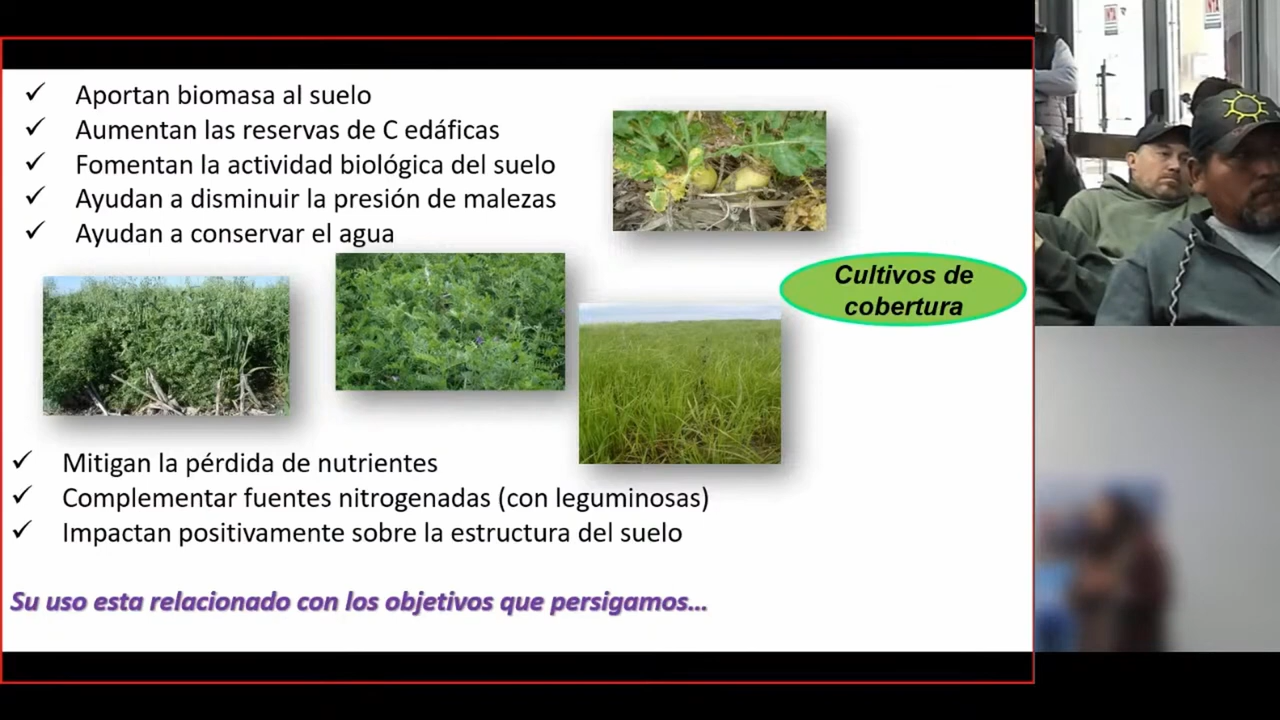 Aportan biomasa al suelo
Aumentan las reservas de C edáficas
Fomentan la actividad biológica del suelo
Ayudan a disminuir la presión de malezas
Ayudan a conservar el agua
Cultivos de
cobertura
Mitigan la pérdida de nutrientes
Complementar fuentes nitrogenadas (con leguminosas)
Impactan positivamente sobre la estructura del suelo
Su uso esta relacionado con los objetivos que persigamos...